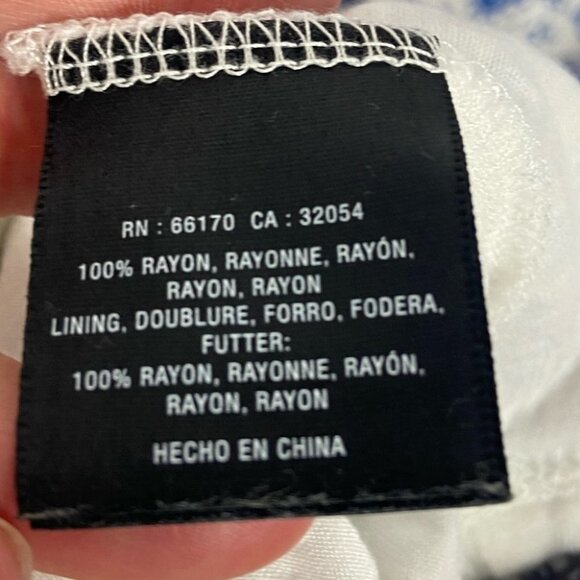 RN : 66170 CA : 32054
100% RAYON, RAYONNE, RAYÓN,
RAYON, RAYON
LINING, DOUBLURE, FORRO, FODERA,
FUTTER:
100% RAYON, RAYONNE, RAYÓN,
RAYON, RAYON
HECHO EN CHINA